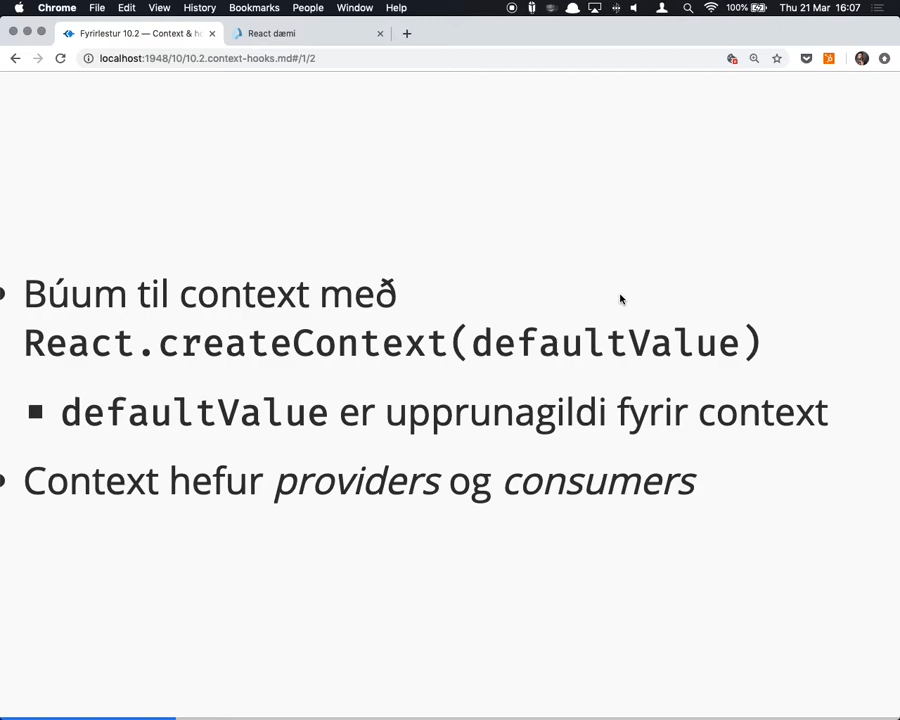 Chrome File Edit View History Bookmarks People Window Help 100% Thu 21 Mar 16:07
Fyrirlestur 10.2 — Context & ho React dæmi
localhost:1948/10/10.2.context-hooks.md#/1/2
• Búum til context með
React.createContext(defaultValue)
▪ defaultValue er upprunagildi fyrir context
• Context hefur providers og consumers